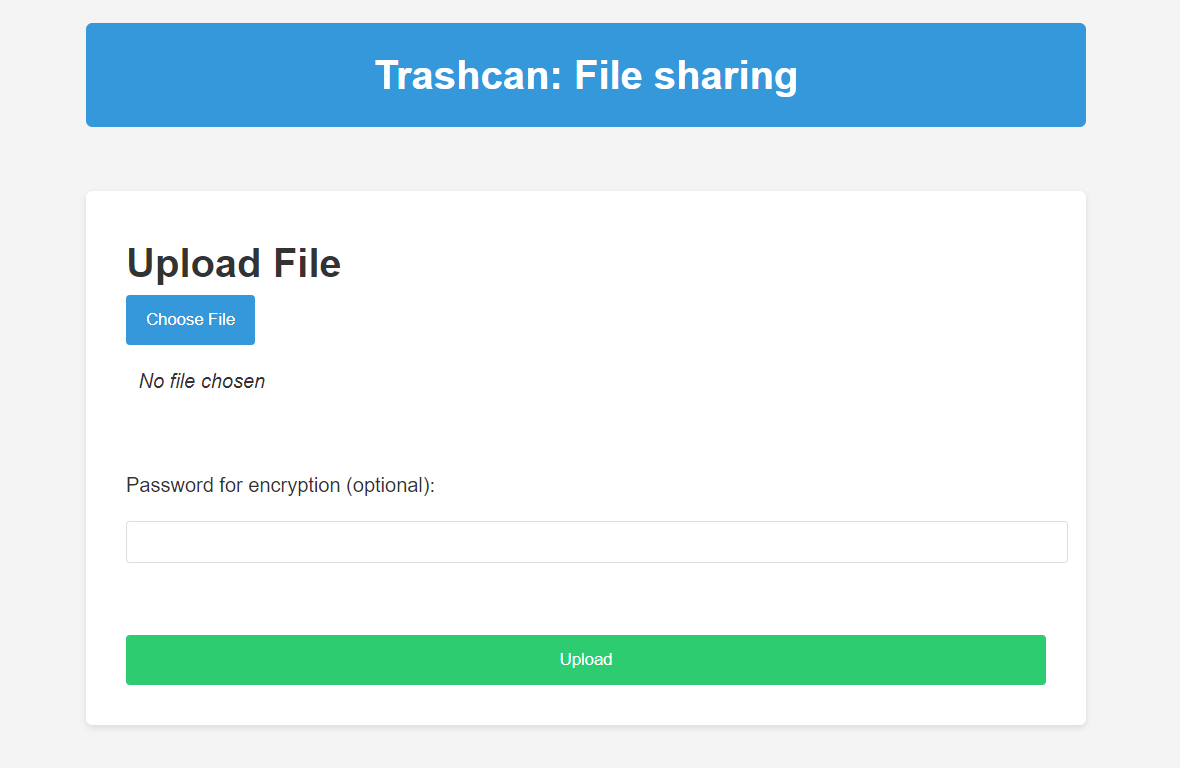 Trashcan: File sharing
Upload File
Choose File
No file chosen
Password for encryption (optional):
Upload